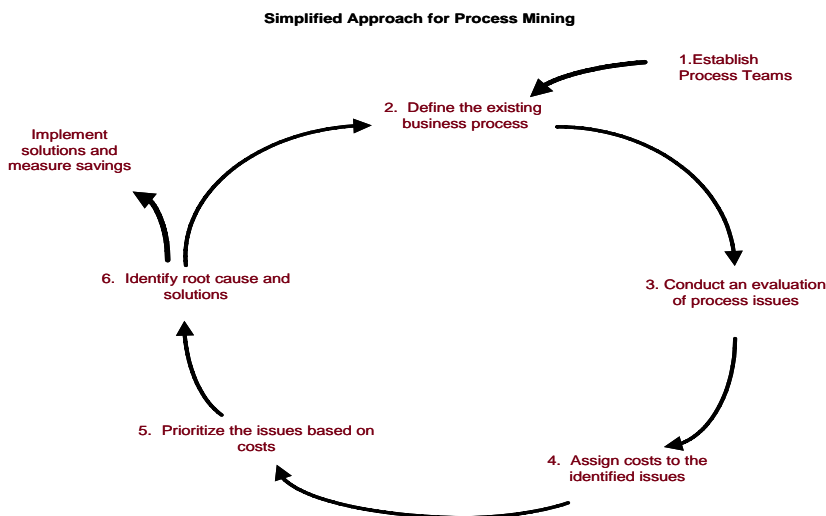 Simplified Approach for Process Mining
1.Establish
Process Teams
2. Define the existing
business process
3. Conduct an evaluation
of process issues
4. Assign costs to the
identified issues
5. Prioritize the issues based on
costs
6. Identify root cause and
solutions
Implement
solutions and
measure savings